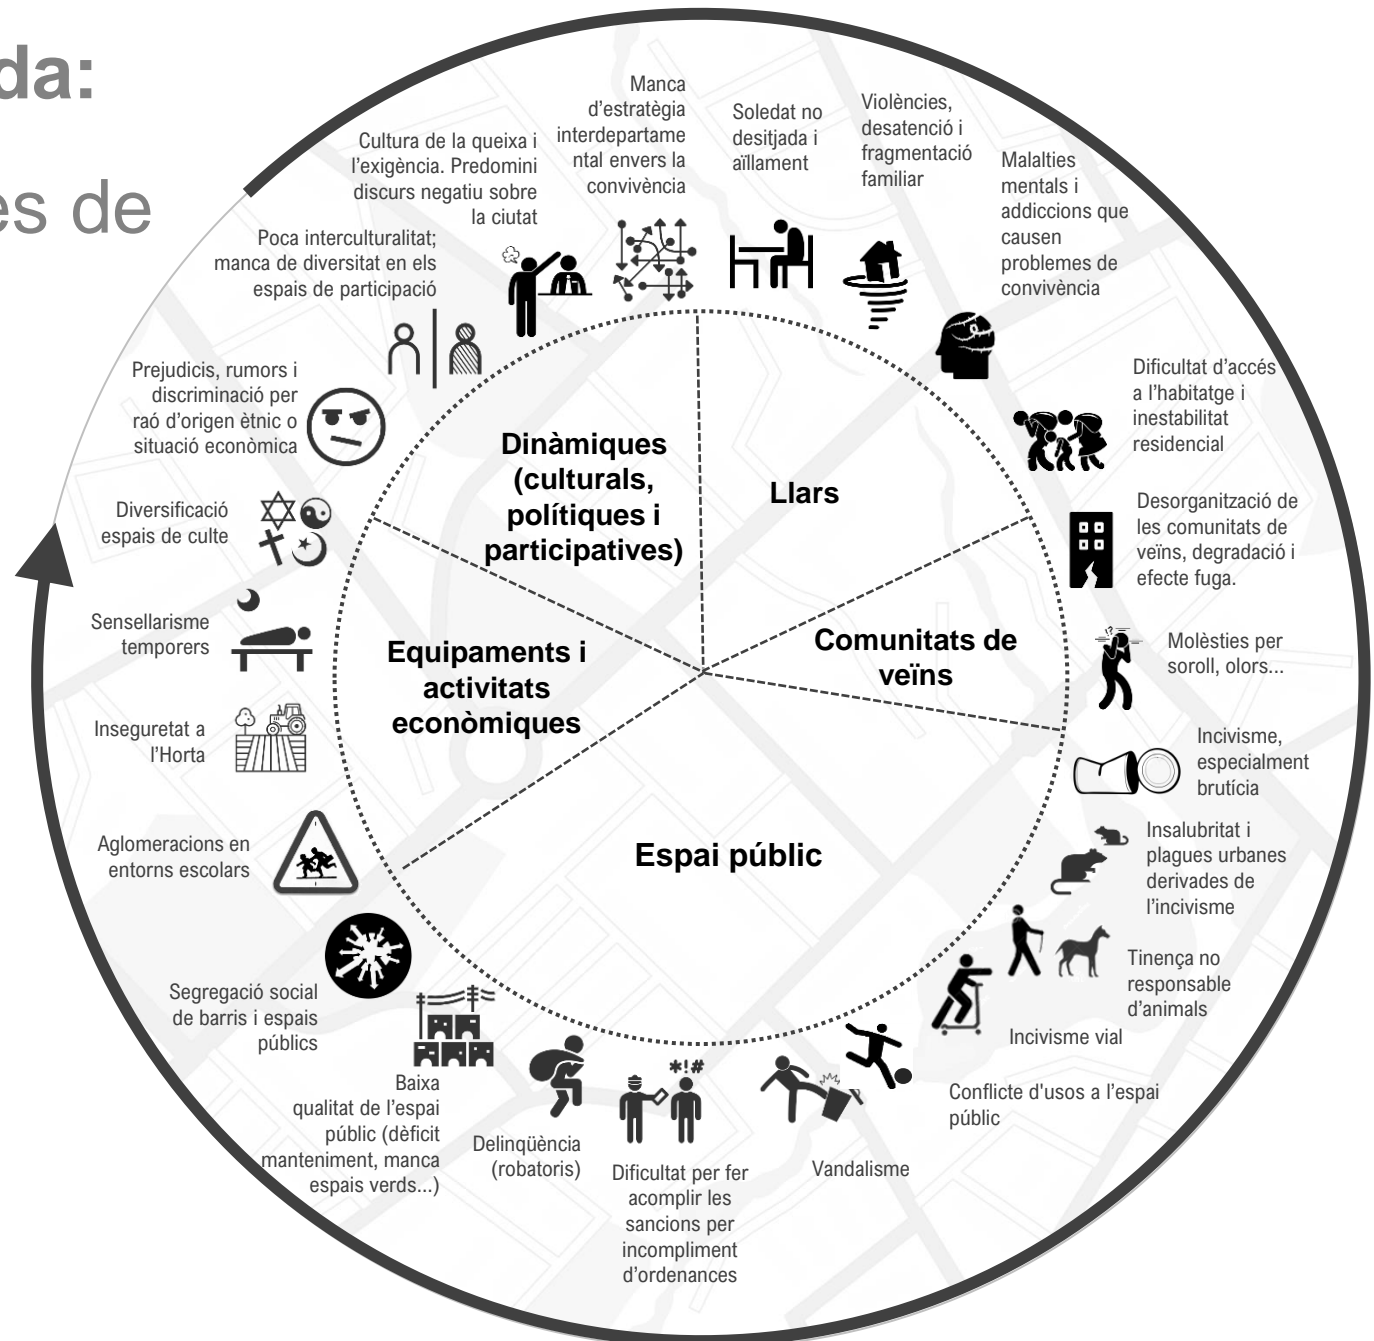 da:
es de
Manca
d’estratègia
interdepartame
ntal envers la
convivència
Soledat no
desitjada i
aïllament
Violències,
desatenció i
fragmentació
familiar
Malalties
mentals i
addiccions que
causen
problemes de
convivència
Dificultat d’accés
a l’habitatge i
inestabilitat
residencial
Desorganització de
les comunitats de
veïns, degradació i
efecte fuga.
Molèsties per
soroll, olors...
Incivisme,
especialment
brutícia
Insalubritat i
plagues urbanes
derivades de
l’incivisme
Tinença no
responsable
d’animals
Incivisme vial
Conflicte d'usos a l’espai
públic
Vandalisme
*!#
Dificultat per fer
acomplir les
sancions per
incompliment
d’ordenances
Delinqüència
(robatoris)
Baixa
qualitat de l’espai
públic (dèficit
manteniment, manca
espais verds...)
Segregació social
de barris i espais
públics
Aglomeracions en
entorns escolars
Inseguretat a
l’Horta
Sensellarisme
temporers
Diversificació
espais de culte
Prejudicis, rumors i
discriminació per
raó d’origen ètnic o
situació econòmica
Poca interculturalitat;
manca de diversitat en els
espais de participació
Cultura de la queixa i
l’exigència. Predomini
discurs negatiu sobre
la ciutat
Dinàmiques
(culturals,
polítiques i
participatives)
Llars
Comunitats de
veïns
Espai públic
Equipaments i
activitats
econòmiques